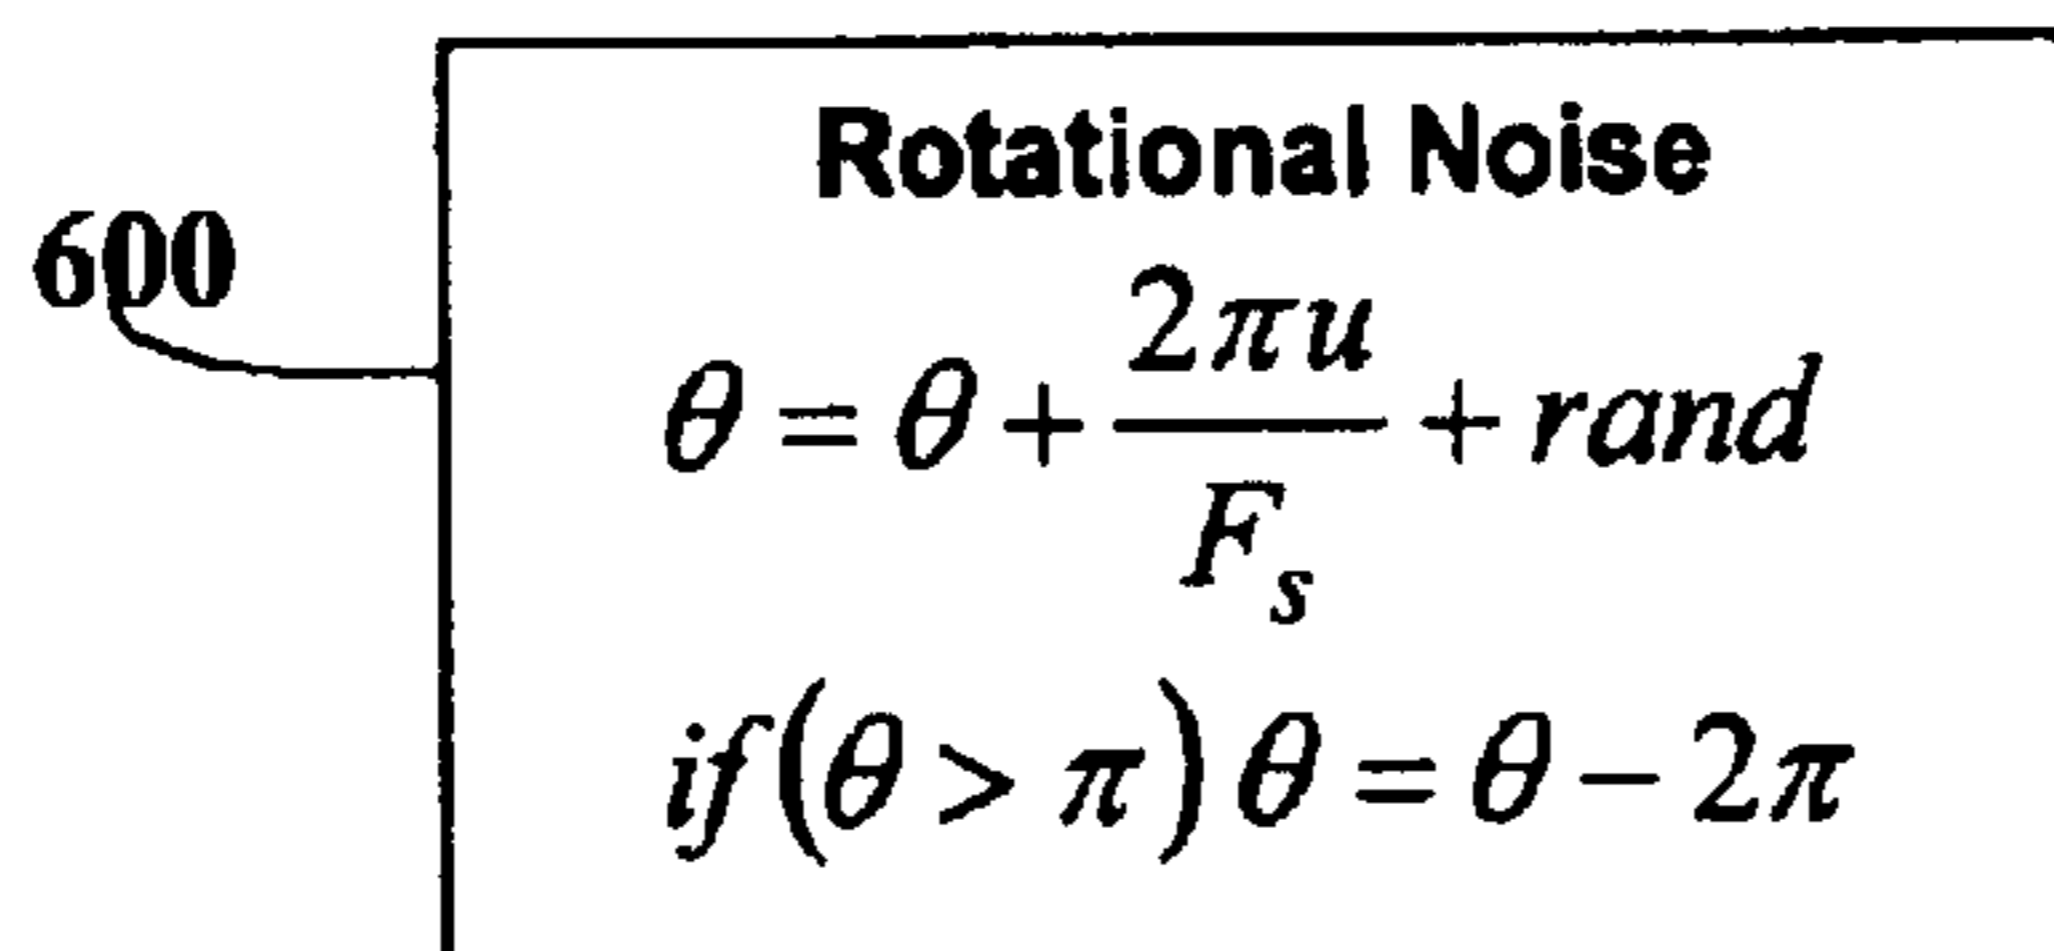 Rotational Noise
600
θ = θ + 2πu/F_s + rand
if(θ > π) θ = θ − 2π